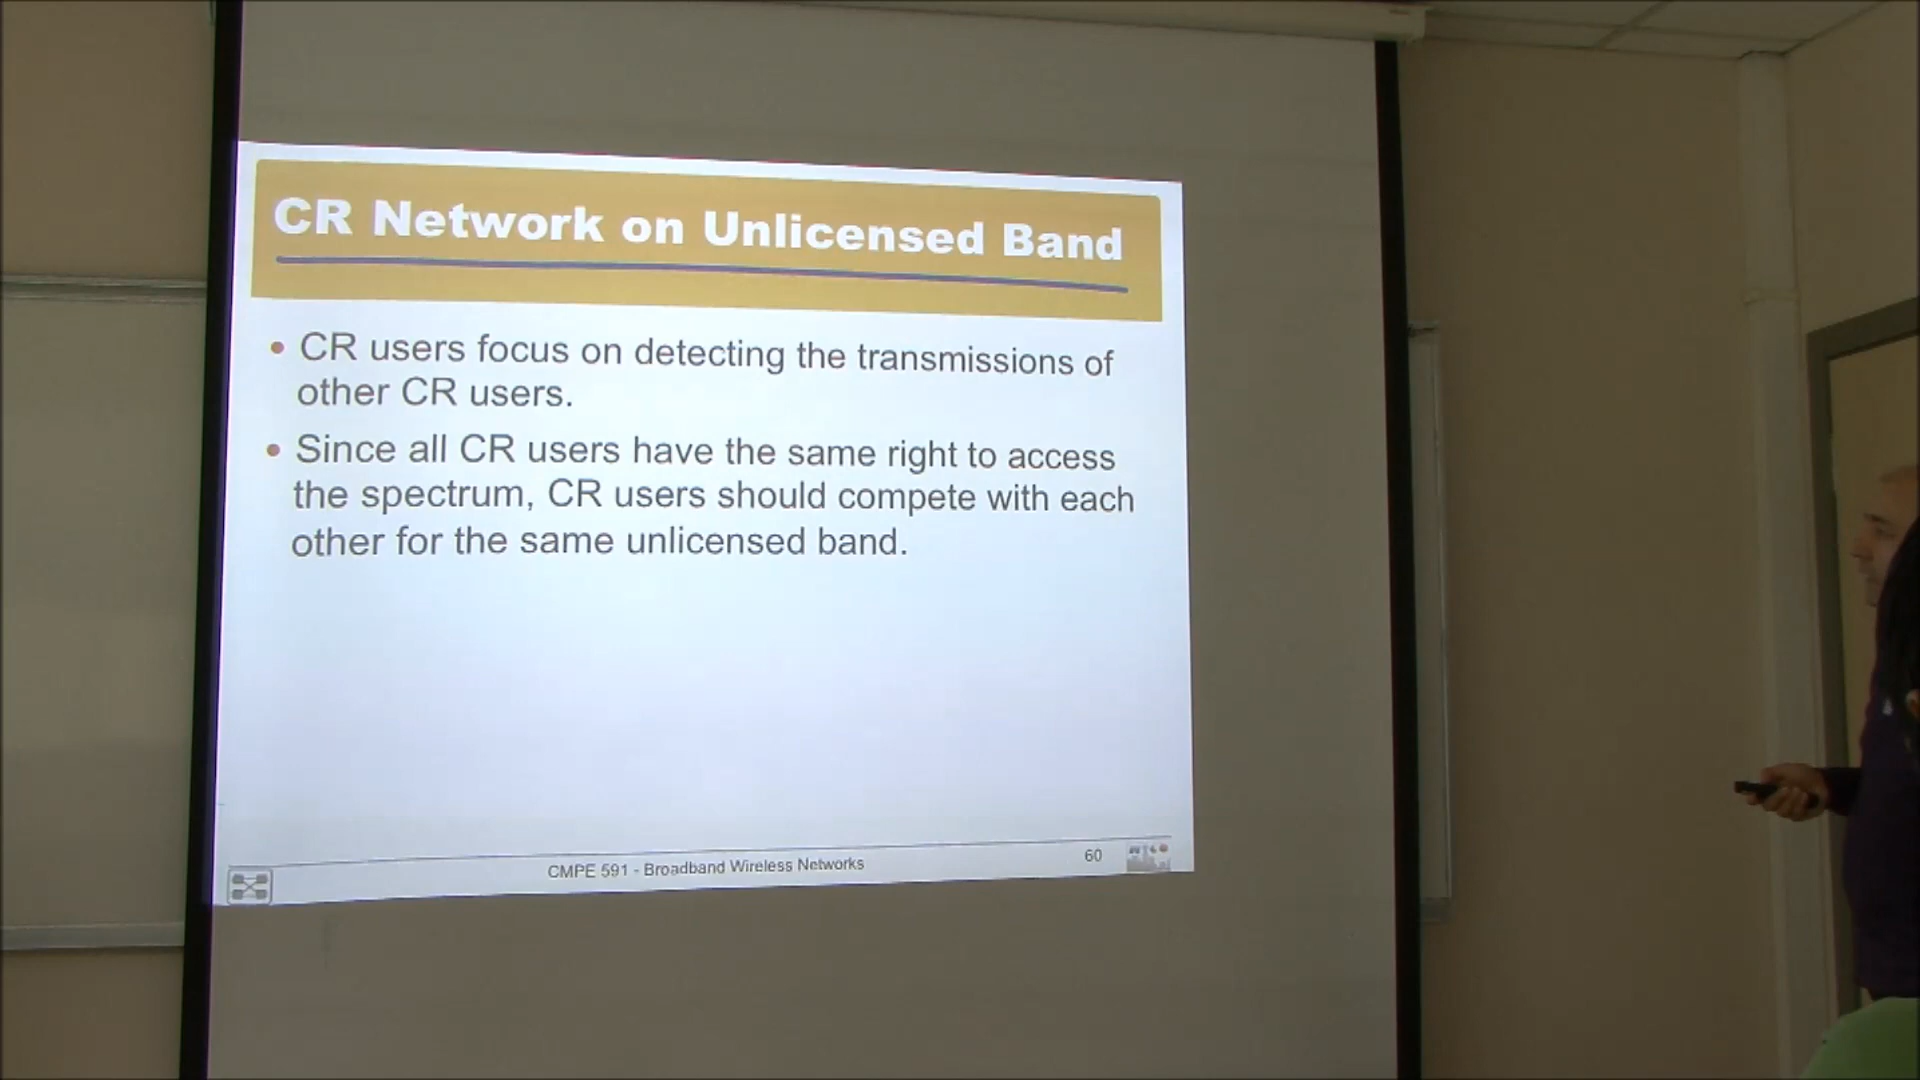 CR Network on Unlicensed Band
• CR users focus on detecting the transmissions of
other CR users.
• Since all CR users have the same right to access
the spectrum, CR users should compete with each
other for the same unlicensed band.
CMPE 591 - Broadband Wireless Networks
60